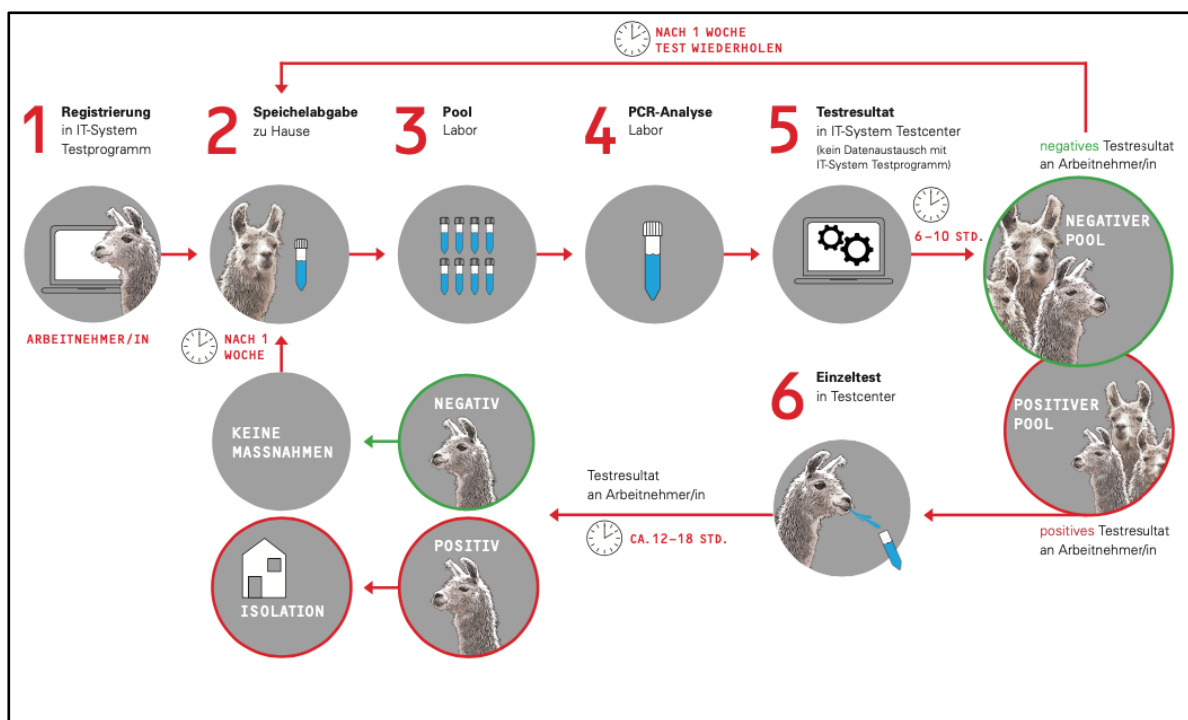 NACH 1 WOCHE
TEST WIEDERHOLEN
1 Registrierung
in IT-System
Testprogramm
2 Speichelabgabe
zu Hause
3 Pool
Labor
4 PCR-Analyse
Labor
5 Testresultat
in IT-System Testcenter
(kein Datenaustausch mit
IT-System Testprogramm)
negatives Testresultat
an Arbeitnehmer/in
6–10 STD.
NEGATIVER
POOL
ARBEITNEHMER/IN
NACH 1
WOCHE
6 Einzeltest
in Testcenter
POSITIVER
POOL
NEGATIV
KEINE
MASSNAHMEN
Testresultat
an Arbeitnehmer/in
CA. 12–18 STD.
positives Testresultat
an Arbeitnehmer/in
POSITIV
ISOLATION